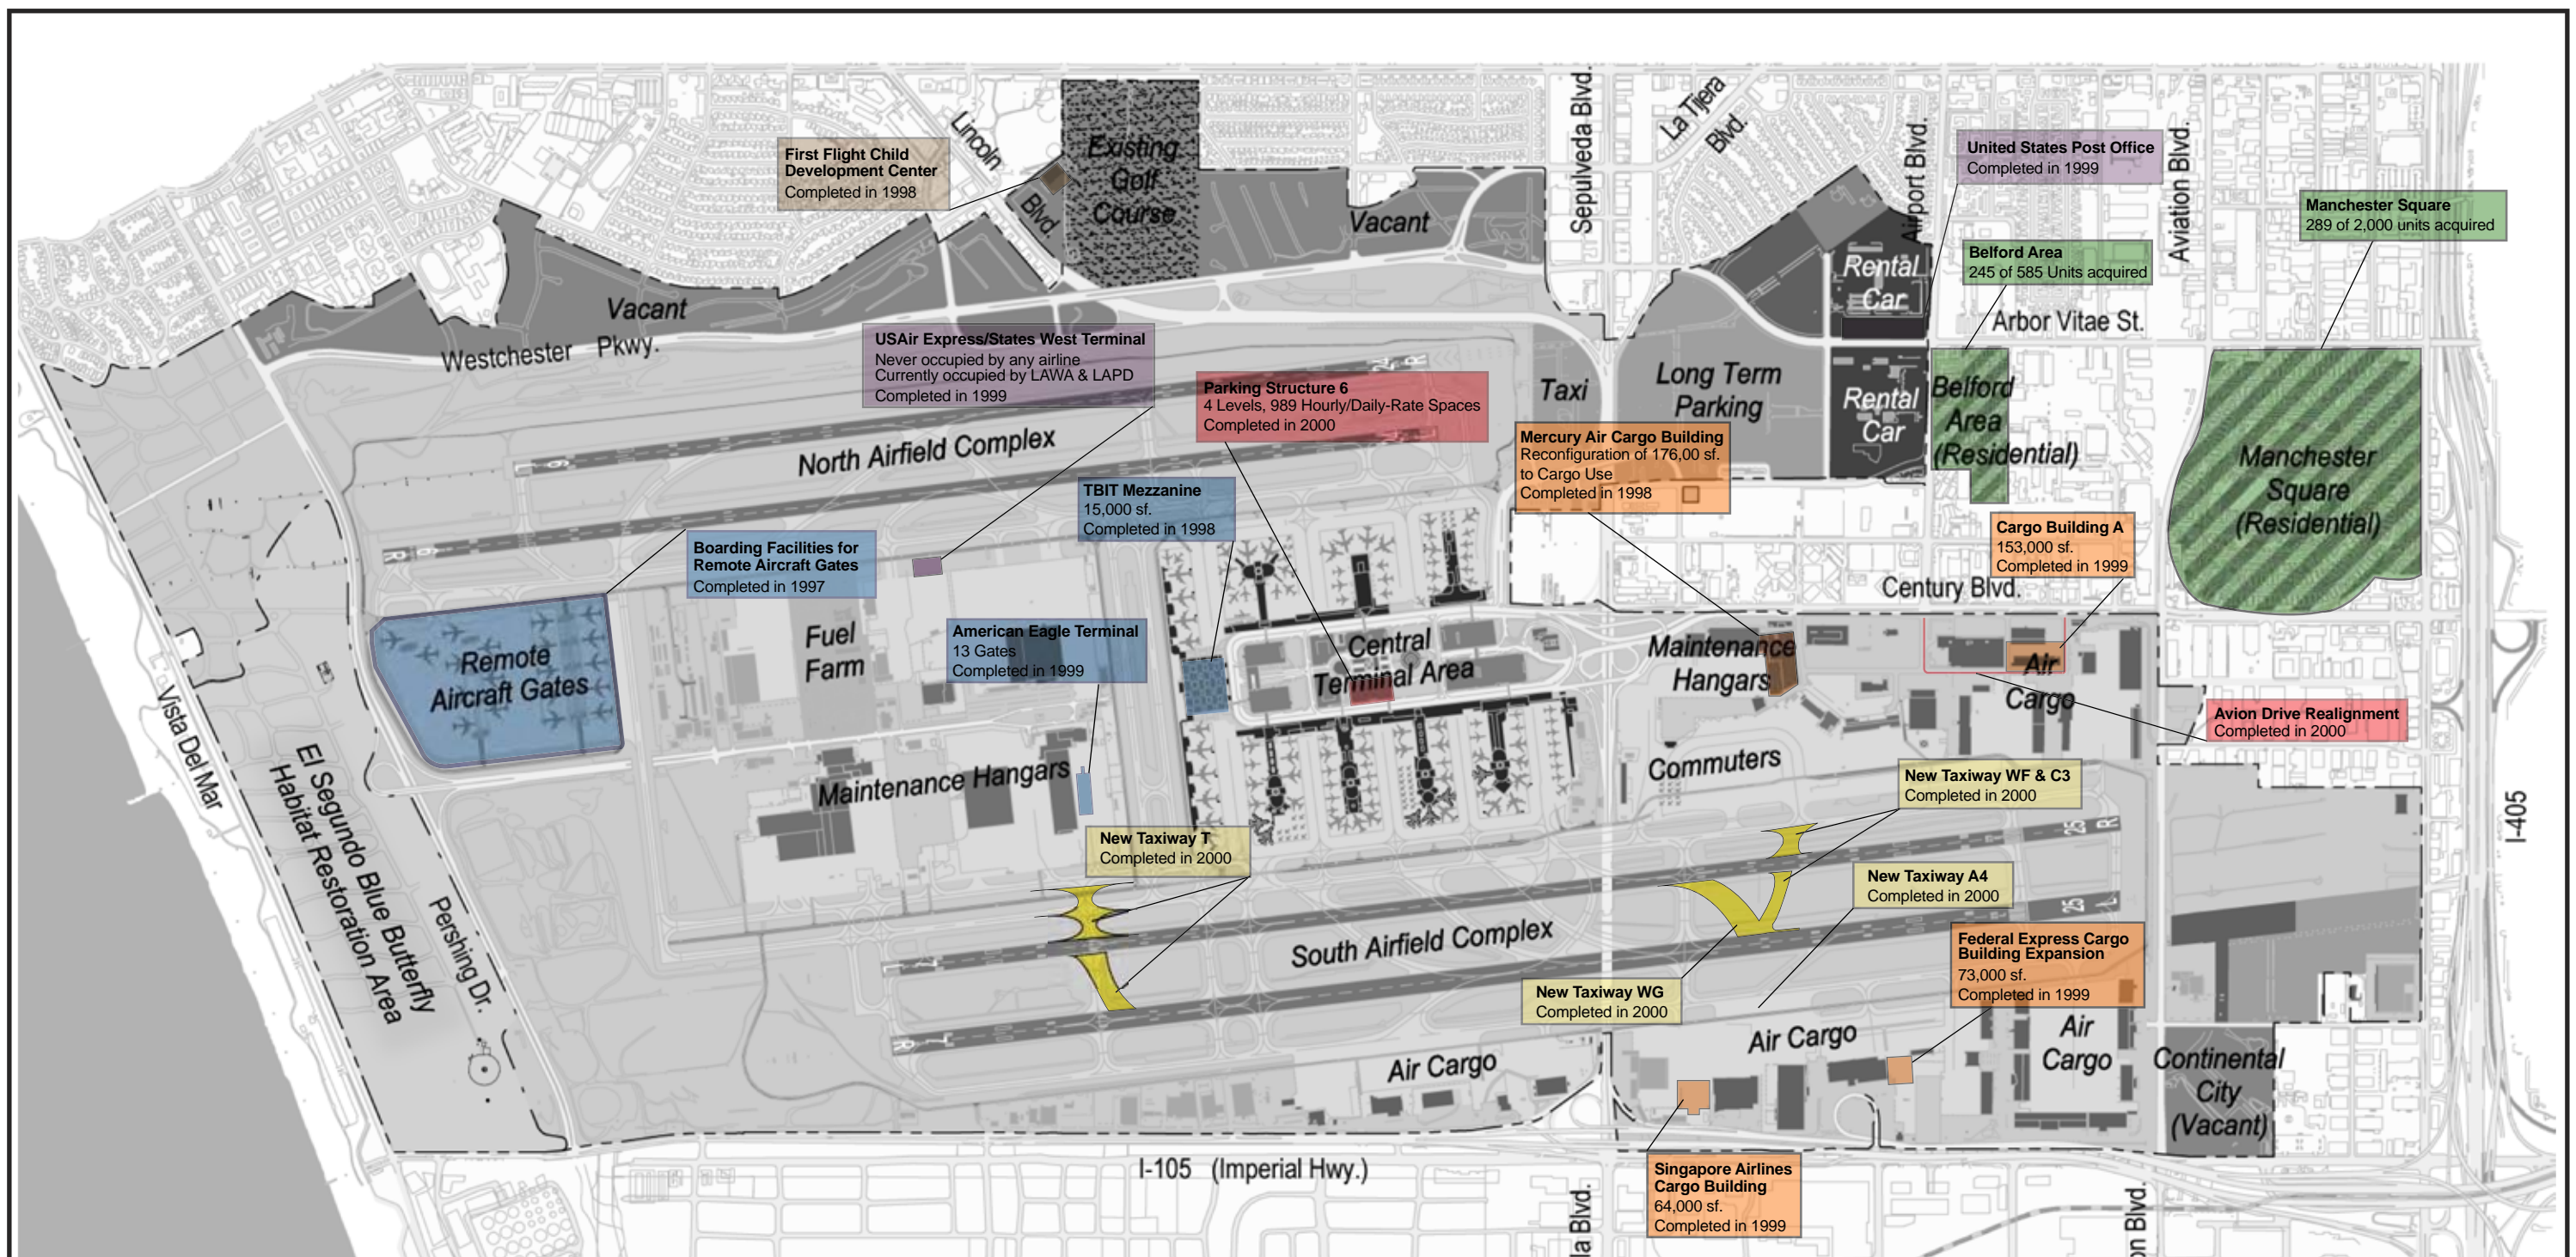 First Flight Child
Development Center
Completed in 1998
Lincoln
Blvd.
Existing
Golf
Course
Vacant
Sepulveda Blvd.
La Tijera
Blvd.
Airport Blvd.
United States Post Office
Completed in 1999
Aviation Blvd.
Manchester Square
289 of 2,000 units acquired
Belford Area
245 of 585 Units acquired
Rental
Car
Arbor Vitae St.
Vacant
Westchester Pkwy.
USAir Express/States West Terminal
Never occupied by any airline
Currently occupied by LAWA & LAPD
Completed in 1999
24 R
Parking Structure 6
4 Levels, 989 Hourly/Daily-Rate Spaces
Completed in 2000
Taxi
Long Term
Parking
Rental
Car
Belford
Area
(Residential)
Manchester
Square
(Residential)
North Airfield Complex
L 6
R 6
Mercury Air Cargo Building
Reconfiguration of 176,00 sf.
to Cargo Use
Completed in 1998
TBIT Mezzanine
15,000 sf.
Completed in 1998
Boarding Facilities for
Remote Aircraft Gates
Completed in 1997
Cargo Building A
153,000 sf.
Completed in 1999
Century Blvd.
Remote
Aircraft Gates
Fuel
Farm
American Eagle Terminal
13 Gates
Completed in 1999
Central
Terminal Area
Maintenance
Hangars
Air
Cargo
Avion Drive Realignment
Completed in 2000
Vista Del Mar
El Segundo Blue Butterfly
Habitat Restoration Area
Pershing Dr.
Maintenance Hangars
Commuters
New Taxiway WF & C3
Completed in 2000
I-405
New Taxiway T
Completed in 2000
25 R
New Taxiway A4
Completed in 2000
25 L
South Airfield Complex
L 7
R 7
Federal Express Cargo
Building Expansion
73,000 sf.
Completed in 1999
New Taxiway WG
Completed in 2000
Air Cargo
Air Cargo
Air
Cargo
Continental
City
(Vacant)
I-105 (Imperial Hwy.)
Singapore Airlines
Cargo Building
64,000 sf.
Completed in 1999
la Blvd.
on Blvd.